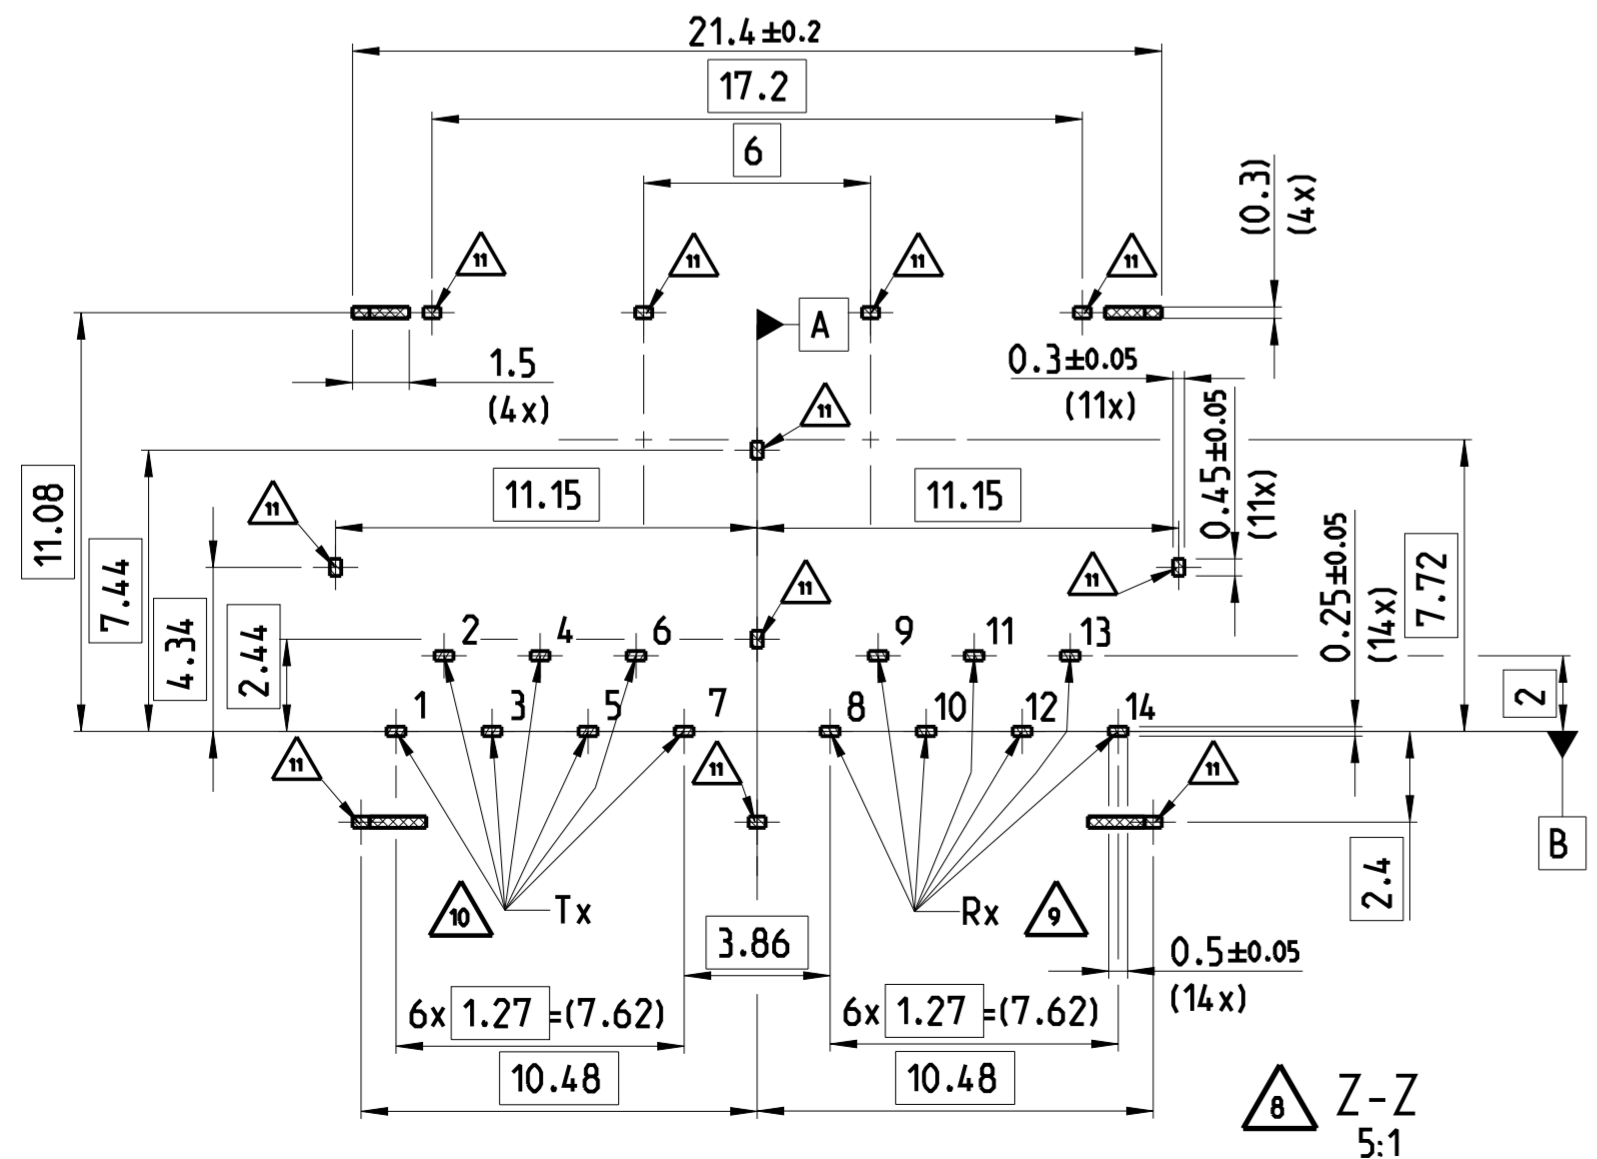 21.4±0.2
17.2
6
(0.3)
(4x)
11
11
11
11
A
1.5
(4x)
0.3±0.05
(11x)
11
0.45±0.05
(11x)
11.15
11.15
11.08
7.44
4.34
2.44
11
11
11
0.25±0.05
(14x)
7.72
2
2 4 6
9 11 13
1 3 5 7
8 10 12 14
11
11
11
B
2.4
10
Tx
Rx
9
3.86
0.5±0.05
(14x)
6x 1.27 =(7.62)
6x 1.27 =(7.62)
10.48
10.48
8
Z-Z
5:1